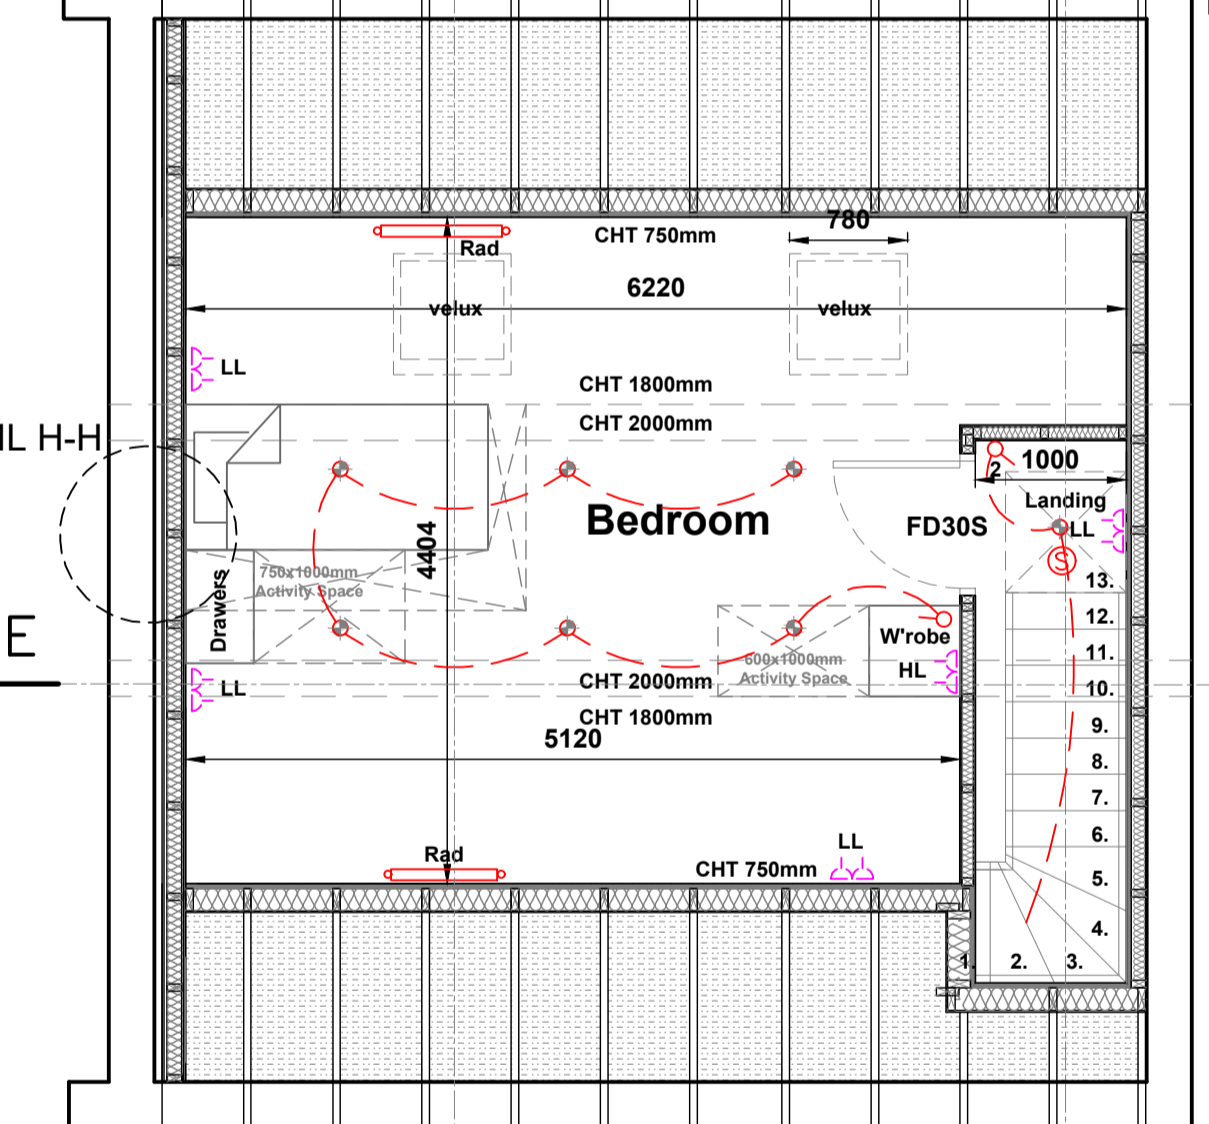 780
CHT 750mm
Rad
6220
velux
velux
LL
CHT 1800mm
CHT 2000mm
IL H-H
2
1000
Landing
Bedroom
FD30S
LL
4404
S
750x1000mm
Activity Space
Drawers
13.
12.
11.
10.
9.
8.
7.
6.
5.
4.
3.
2.
1.
E
W'robe
HL
600x1000mm
Activity Space
LL
CHT 2000mm
CHT 1800mm
5120
LL
Rad
CHT 750mm